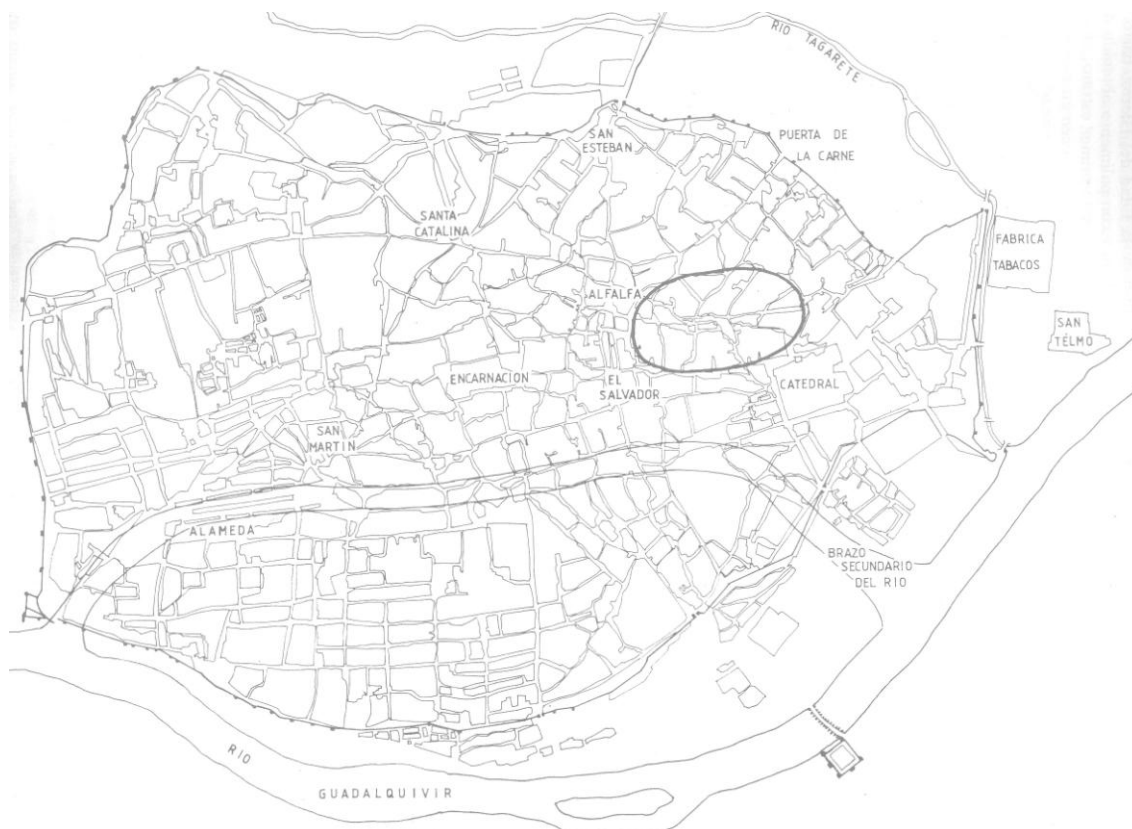 RIO TAGARETE
SAN
ESTEBAN
PUERTA DE
LA CARNE
SANTA
CATALINA
FABRICA
TABACOS
ALFALFA
SAN
TELMO
ENCARNACION
EL
SALVADOR
CATEDRAL
SAN
MARTIN
ALAMEDA
BRAZO
SECUNDARIO
DEL RIO
RIO
GUADALQUIVIR